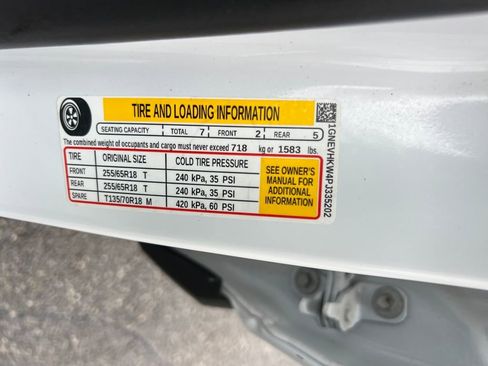 TIRE AND LOADING INFORMATION
SEATING CAPACITY TOTAL 7 FRONT 2 REAR 5
The combined weight of occupants and cargo must never exceed 718 kg or 1583 lbs.
TIRE ORIGINAL SIZE COLD TIRE PRESSURE
FRONT 255/65R18 T 240 kPa, 35 PSI
REAR 255/65R18 T 240 kPa, 35 PSI
SPARE T135/70R18 M 420 kPa, 60 PSI
SEE OWNER'S
MANUAL FOR
ADDITIONAL
INFORMATION
1GNEVHKW4PJ335202